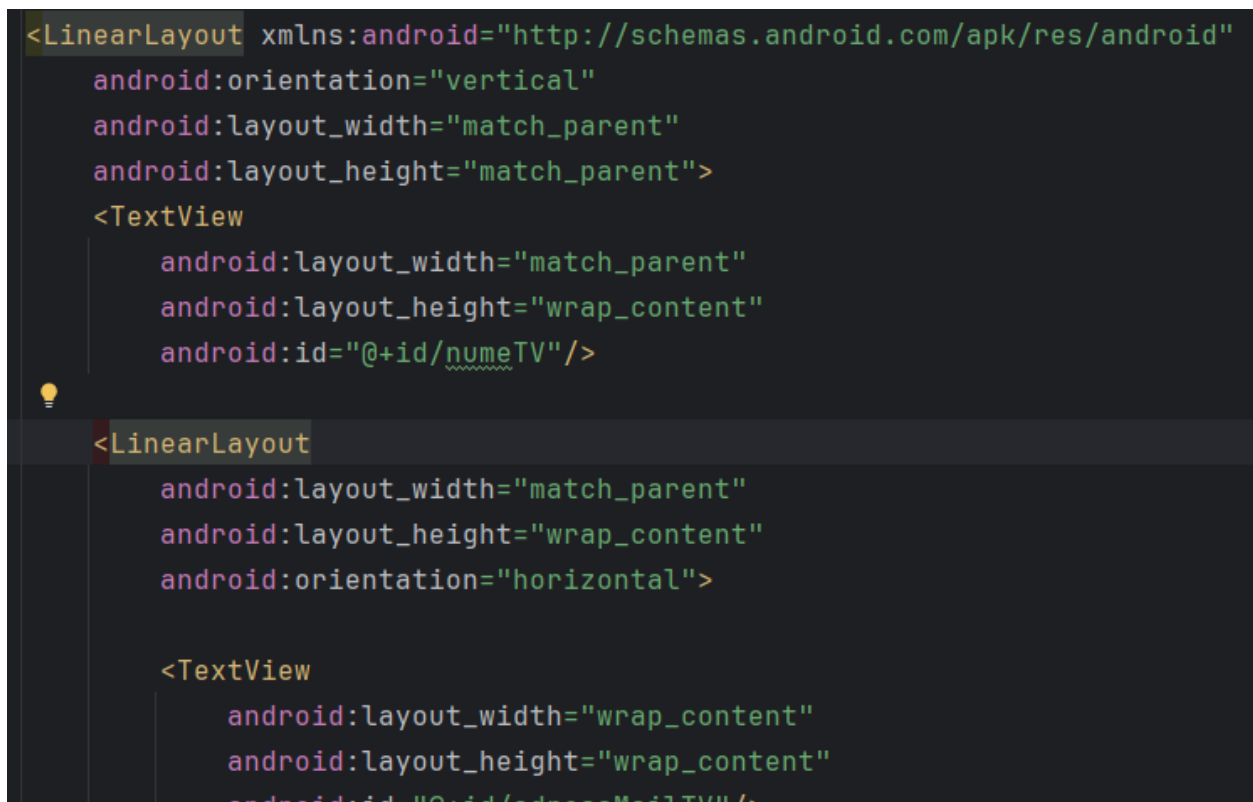 <LinearLayout xmlns:android="http://schemas.android.com/apk/res/android"
android:orientation="vertical"
android:layout_width="match_parent"
android:layout_height="match_parent">
<TextView
android:layout_width="match_parent"
android:layout_height="wrap_content"
android:id="@+id/numeTV"/>
<LinearLayout
android:layout_width="match_parent"
android:layout_height="wrap_content"
android:orientation="horizontal">
<TextView
android:layout_width="wrap_content"
android:layout_height="wrap_content"